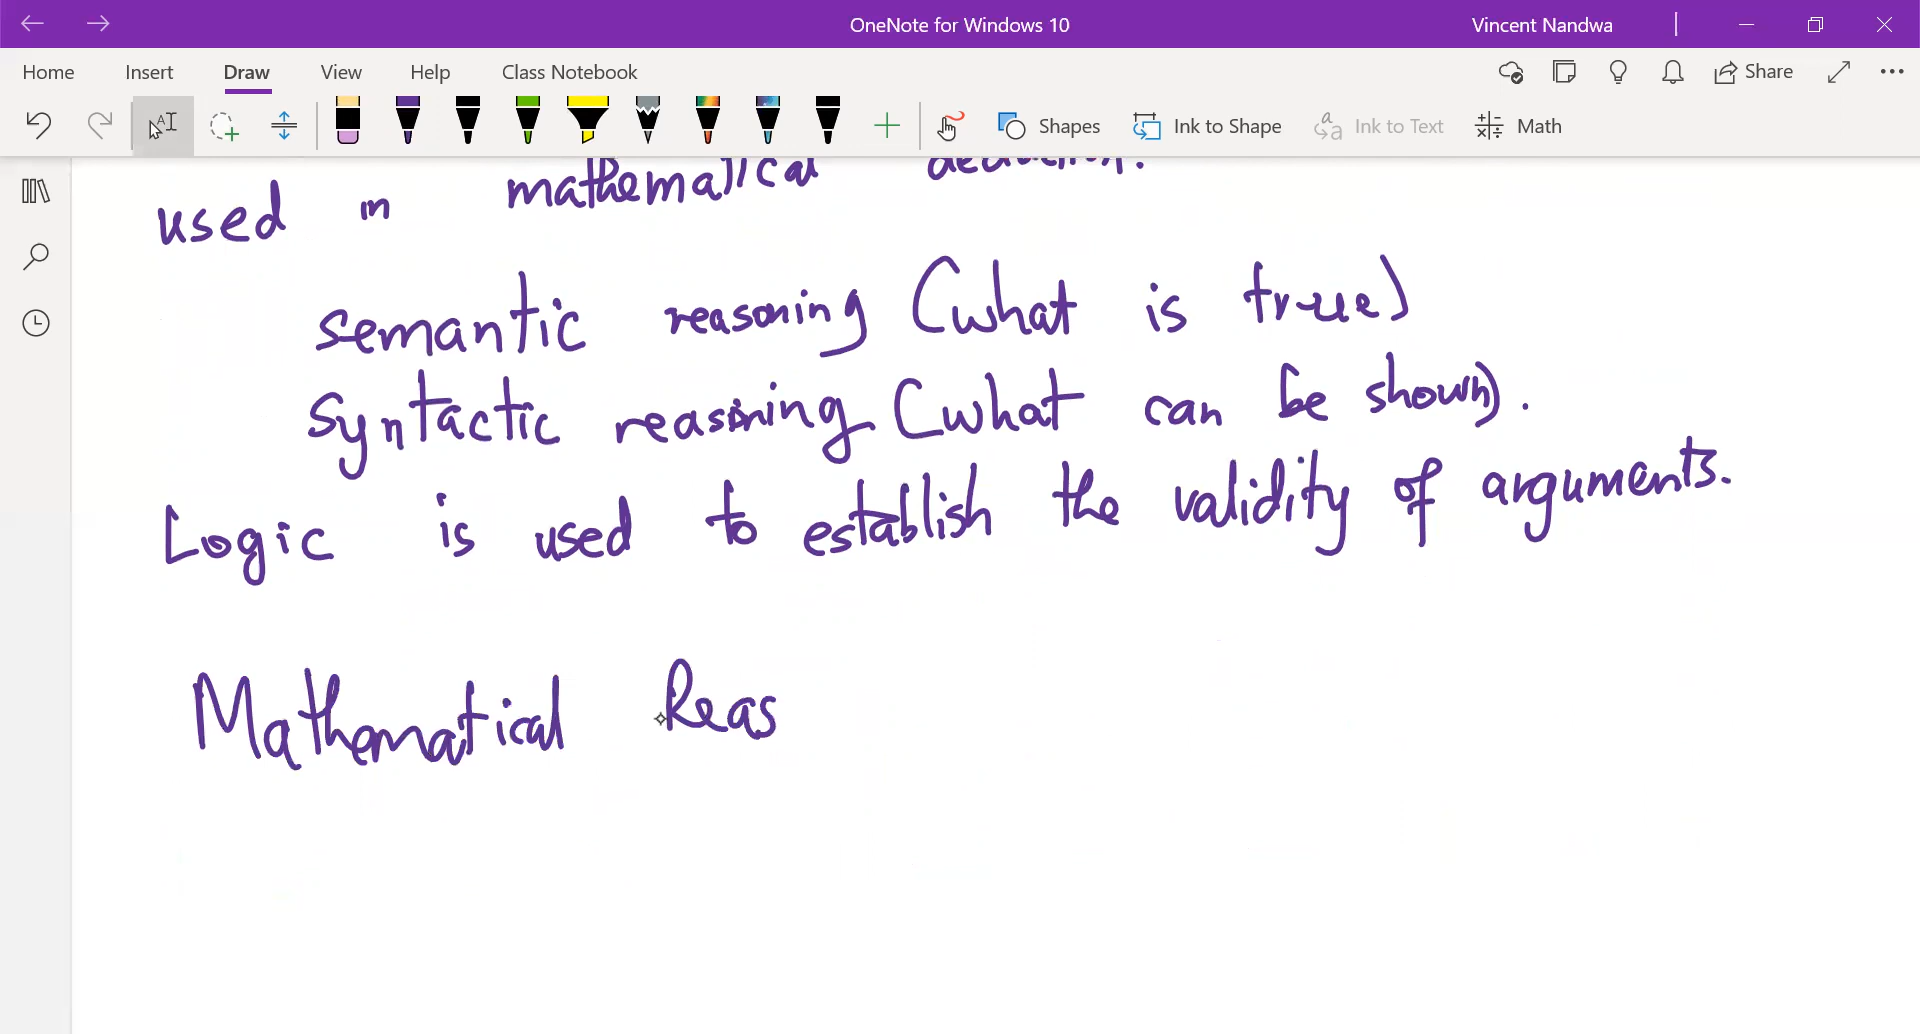 OneNote for Windows 10
Vincent Nandwa
Home Insert Draw View Help Class Notebook
Share
Shapes Ink to Shape Ink to Text Math
used in mathematical deduction.
semantic reasoning (what is true)
Syntactic reasoning (what can be shown).
Logic is used to establish the validity of arguments.
Mathematical Reas